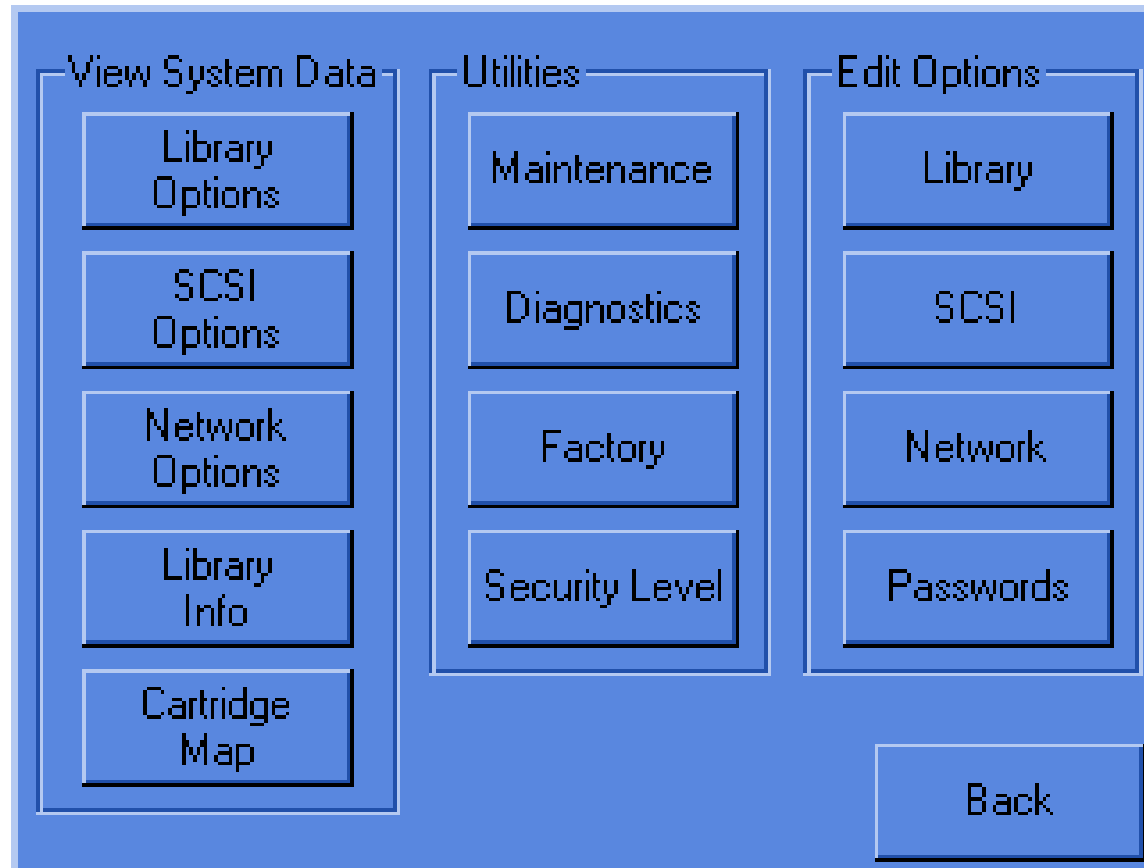 View System Data
Library
Options
SCSI
Options
Network
Options
Library
Info
Cartridge
Map
Utilities
Maintenance
Diagnostics
Factory
Security Level
Edit Options
Library
SCSI
Network
Passwords
Back